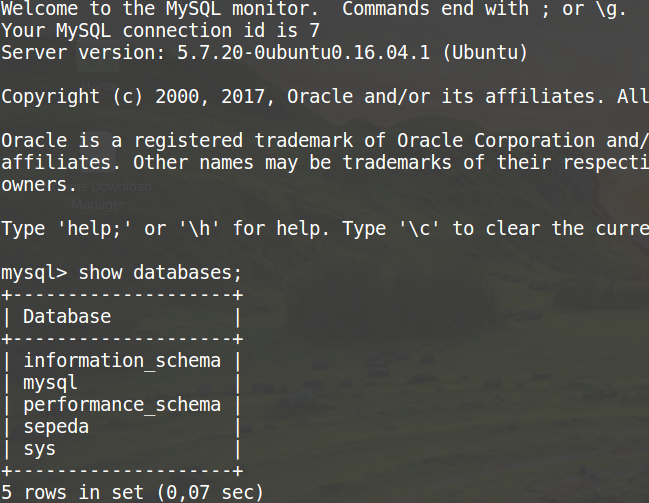 Welcome to the MySQL monitor.  Commands end with ; or \g.
Your MySQL connection id is 7
Server version: 5.7.20-0ubuntu0.16.04.1 (Ubuntu)

Copyright (c) 2000, 2017, Oracle and/or its affiliates. All

Oracle is a registered trademark of Oracle Corporation and/
affiliates. Other names may be trademarks of their respecti
owners.
Download
Manager

Type 'help;' or '\h' for help. Type '\c' to clear the curre

mysql> show databases;
+--------------------+
| Database           |
+--------------------+
| information_schema |
| mysql              |
| performance_schema |
| sepeda             |
| sys                |
+--------------------+
5 rows in set (0,07 sec)